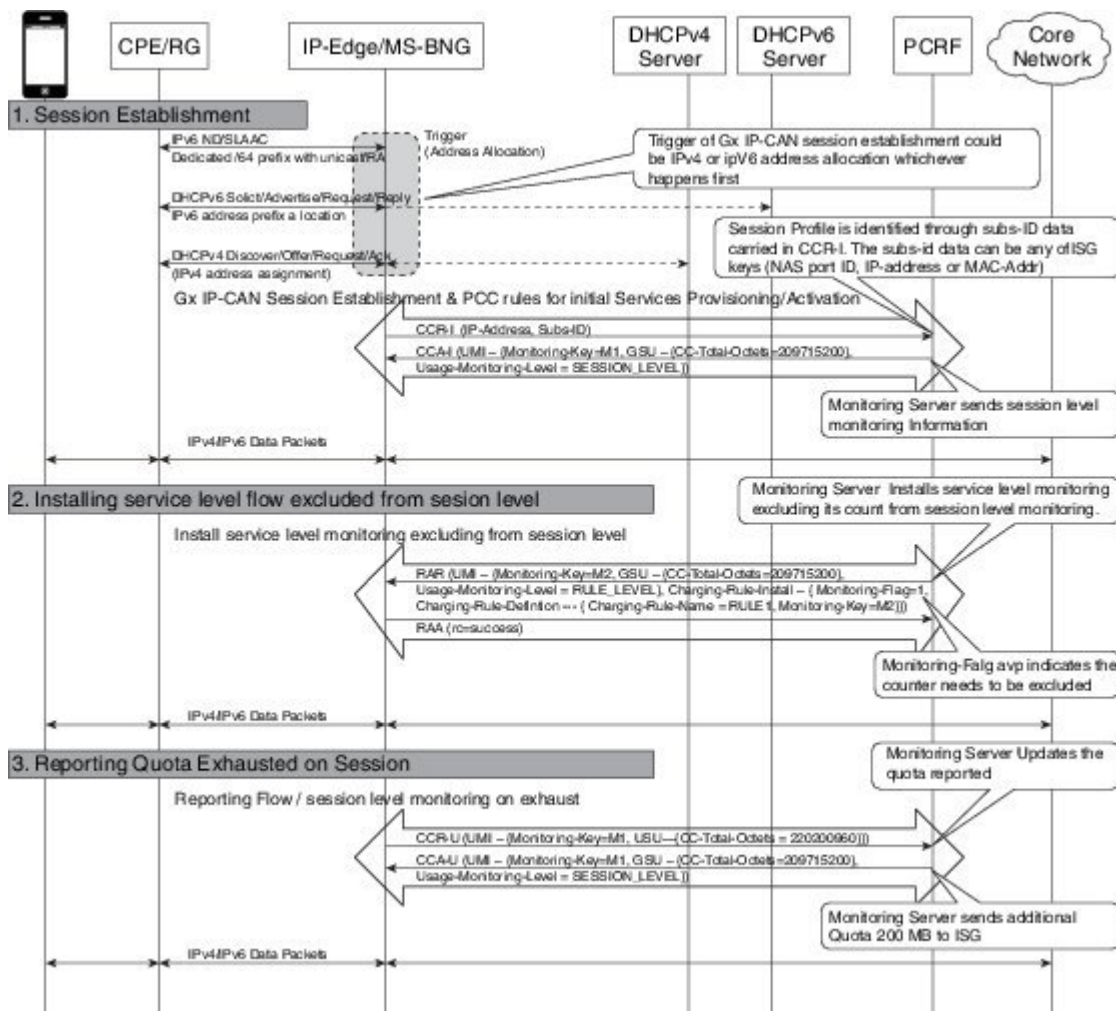 CPE/RG
IP-Edge/MS-BNG
DHCPv4
Server
DHCPv6
Server
PCRF
Core
Network
1. Session Establishment
IPv6 ND/SLAAC
Dedicated /64 prefix with unicast/RA
Trigger
(Address Allocation)
Trigger of Gx IP-CAN session establishment could
be IPv4 or ipV6 address allocation whichever
happens first
DHCPv6 Solict/Advertise/Request/Reply
IPv6 address prefix a location
Session Profile is identified through subs-ID data
carried in CCR-I. The subs-id data can be any of ISG
keys (NAS port ID, IP-address or MAC-Addr)
DHCPv4 Discover/Offer/Request/Ack
(IPv4 address assignment)
Gx IP-CAN Session Establishment & PCC rules for initial Services Provisioning/Activation
CCR-I (IP-Address, Subs-ID)
CCA-I (UMI – (Monitoring-Key=M1, GSU – (CC-Total-Octets=209715200),
Usage-Monitoring-Level = SESSION_LEVEL))
Monitoring Server sends session level
monitoring Information
IPv4/IPv6 Data Packets
2. Installing service level flow excluded from sesion level
Monitoring Server Installs service level monitoring
excluding its count from session level monitoring.
Install service level monitoring excluding from session level
RAR (UMI – (Monitoring-Key=M2, GSU – (CC-Total-Octets=209715200),
Usage-Monitoring-Level = RULE_LEVEL), Charging-Rule-Install – ( Monitoring-Flag=1,
Charging-Rule-Defintion --- ( Charging-Rule-Name = RULE1, Monitoring-Key=M2)))
RAA (rc=success)
Monitoring-Falg avp indicates the
counter needs to be excluded
IPv4/IPv6 Data Packets
3. Reporting Quota Exhausted on Session
Monitoring Server Updates the
quota reported
Reporting Flow / session level monitoring on exhaust
CCR-U (UMI – (Monitoring-Key=M1, USU—(CC-Total-Octets = 220200960)))
CCA-U (UMI – (Monitoring-Key=M1, GSU – (CC-Total-Octets=209715200),
Usage-Monitoring-Level = SESSION_LEVEL))
Monitoring Server sends additional
Quota 200 MB to ISG
IPv4/IPv6 Data Packets